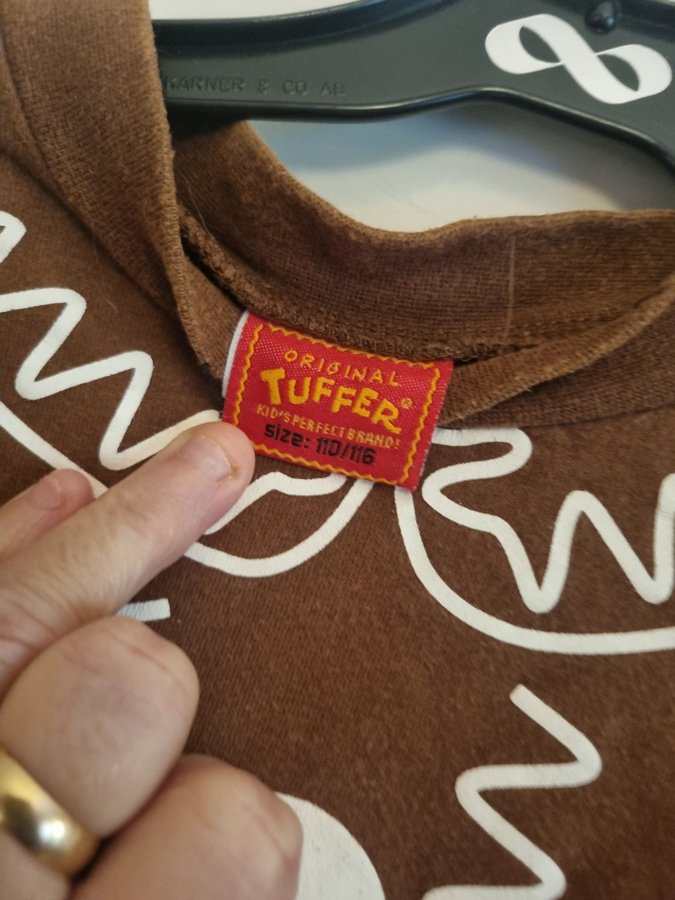 KARNER & CO AB
ORIGINAL
TUFFER®
KID'S PERFECT BRAND!
size: 110/116